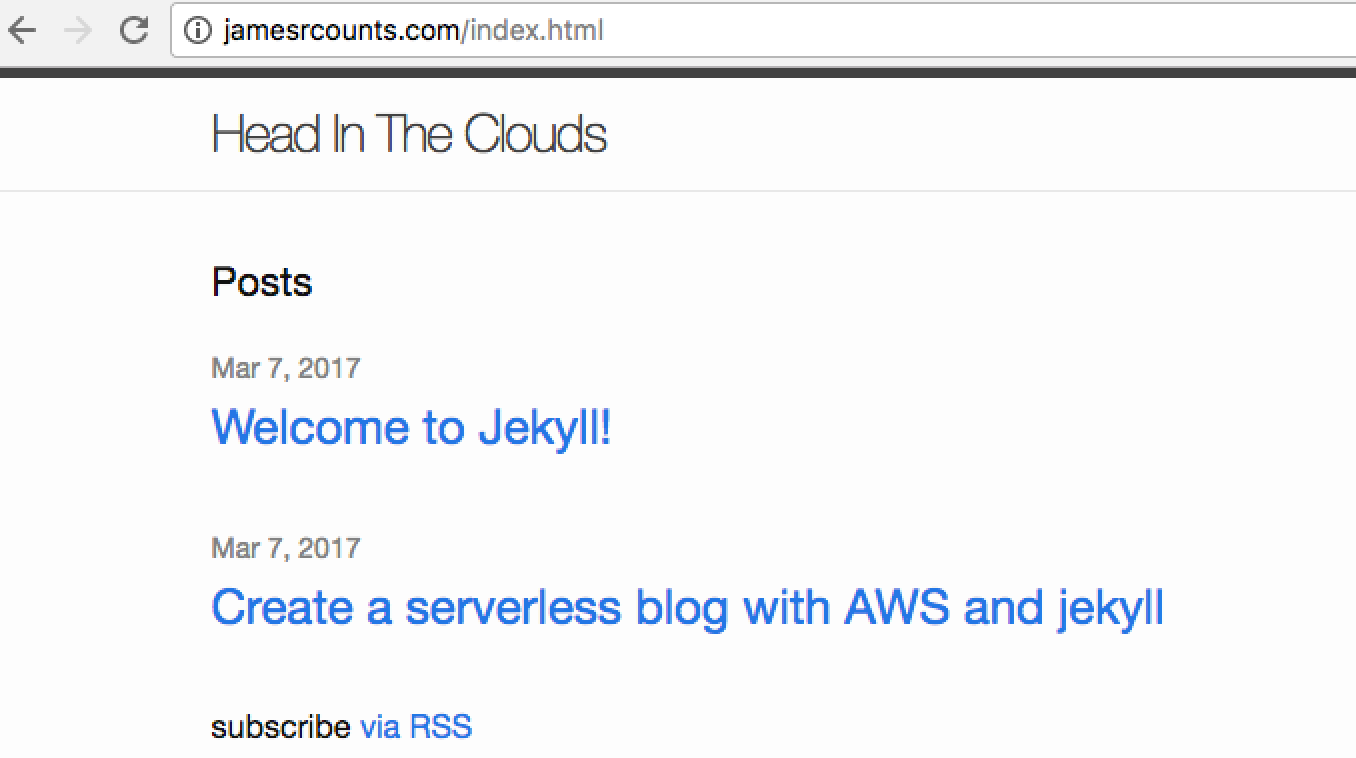 jamesrcounts.com/index.html
Head In The Clouds
Posts
Mar 7, 2017
Welcome to Jekyll!
Mar 7, 2017
Create a serverless blog with AWS and jekyll
subscribe via RSS